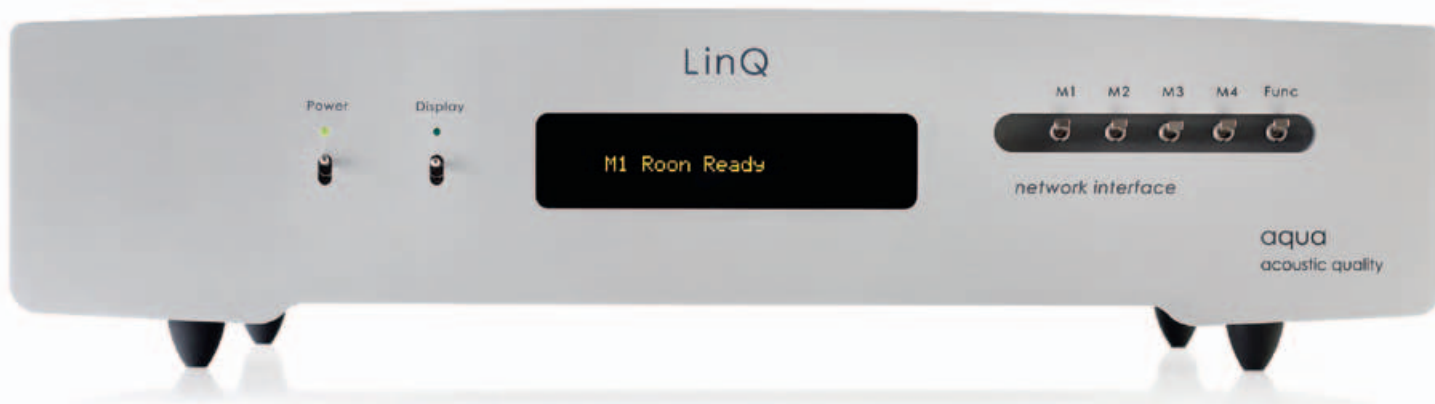 LinQ
Power
Display
M1 Roon Ready
M1 M2 M3 M4 Func
network interface
aqua
acoustic quality